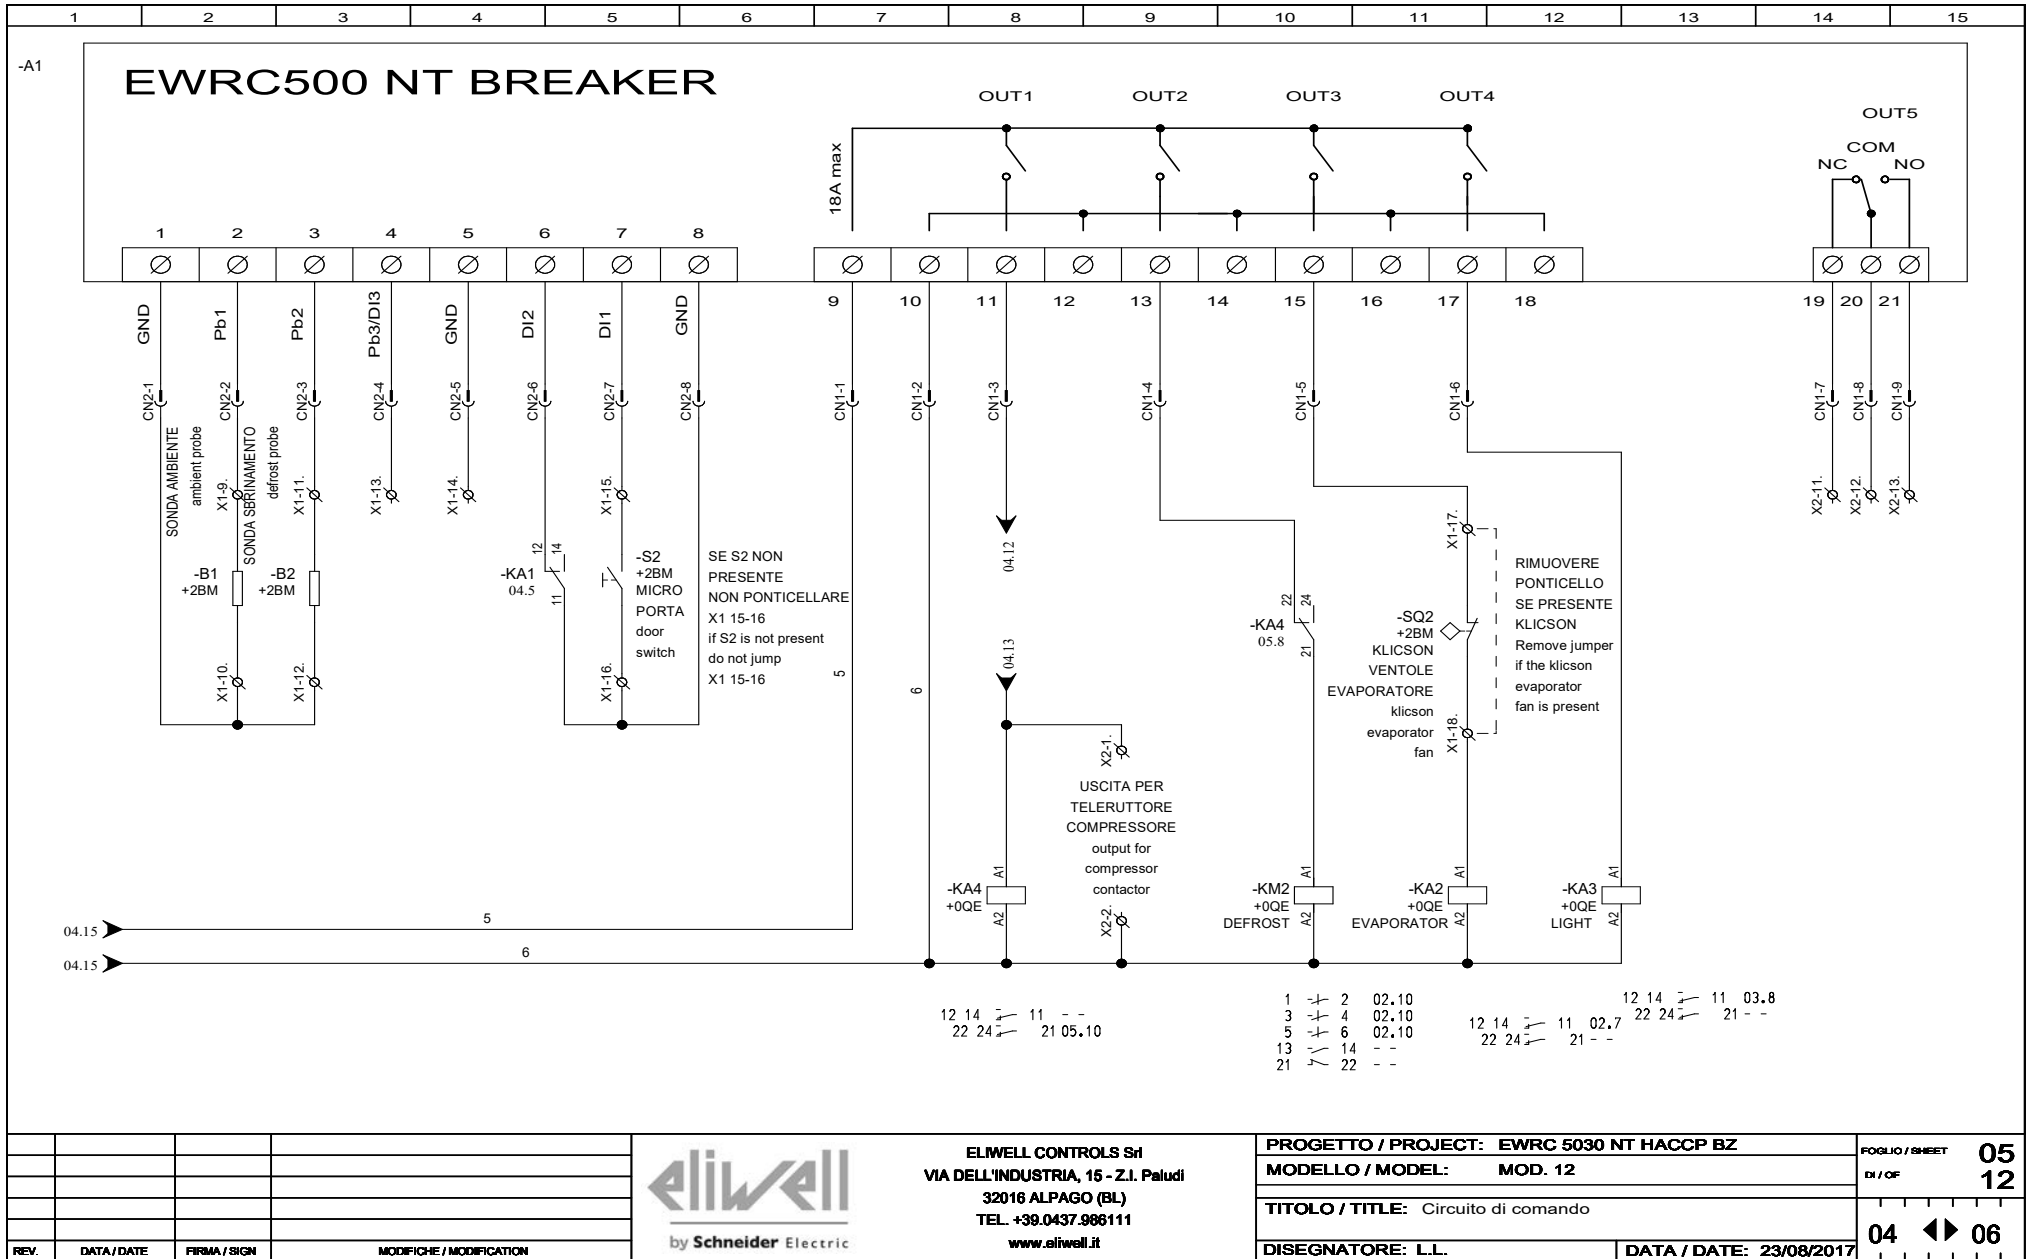 1 2 3 4 5 6 7 8 9 10 11 12 13 14 15
-A1
EWRC500 NT BREAKER
OUT1 OUT2 OUT3 OUT4
OUT5
COM
NC NO
18A max
1 2 3 4 5 6 7 8
9 10 11 12 13 14 15 16 17 18
19 20 21
GND Pb1 Pb2 Pb3/DI3 GND DI2 DI1 GND
CN2-1 CN2-2 CN2-3 CN2-4 CN2-5 CN2-6 CN2-7 CN2-8
CN1-1 CN1-2 CN1-3 CN1-4 CN1-5 CN1-6 CN1-7 CN1-8 CN1-9
SONDA AMBIENTE
ambient probe
SONDA SBRINAMENTO
defrost probe
X1-9. X1-11. X1-13. X1-14. X1-15.
X2-11. X2-12. X2-13.
X1-10. X1-12. X1-16.
-B1
+2BM
-B2
+2BM
-KA1
04.5
12 14
11
-S2
+2BM
MICRO
PORTA
door
switch
SE S2 NON
PRESENTE
NON PONTICELLARE
X1 15-16
if S2 is not present
do not jump
X1 15-16
5
6
04.12
04.13
X2-1.
USCITA PER
TELERUTTORE
COMPRESSORE
output for
compressor
contactor
X2-2.
-KA4
05.8
22 24
21
X1-17.
-SQ2
+2BM
KLICSON
VENTOLE
EVAPORATORE
klicson
evaporator
fan
X1-18.
RIMUOVERE
PONTICELLO
SE PRESENTE
KLICSON
Remove jumper
if the klicson
evaporator
fan is present
-KA4
+0QE
A1
A2
-KM2
+0QE
DEFROST
A1
A2
-KA2
+0QE
EVAPORATOR
A1
A2
-KA3
+0QE
LIGHT
A1
A2
04.15 5
04.15 6
12 14 11 - -
22 24 21 05.10
1 2 02.10
3 4 02.10
5 6 02.10
13 14 - -
21 22 - -
12 14 11 02.7
22 24 21 - -
12 14 11 03.8
22 24 21 - -
REV. DATA / DATE FIRMA / SIGN MODIFICHE / MODIFICATION
eliwell
by Schneider Electric
ELIWELL CONTROLS Srl
VIA DELL'INDUSTRIA, 15 - Z.I. Paludi
32016 ALPAGO (BL)
TEL. +39.0437.986111
www.eliwell.it
PROGETTO / PROJECT: EWRC 5030 NT HACCP BZ
MODELLO / MODEL: MOD. 12
TITOLO / TITLE: Circuito di comando
DISEGNATORE: L.L. DATA / DATE: 23/08/2017
FOGLIO / SHEET 05
DI / OF 12
04 06